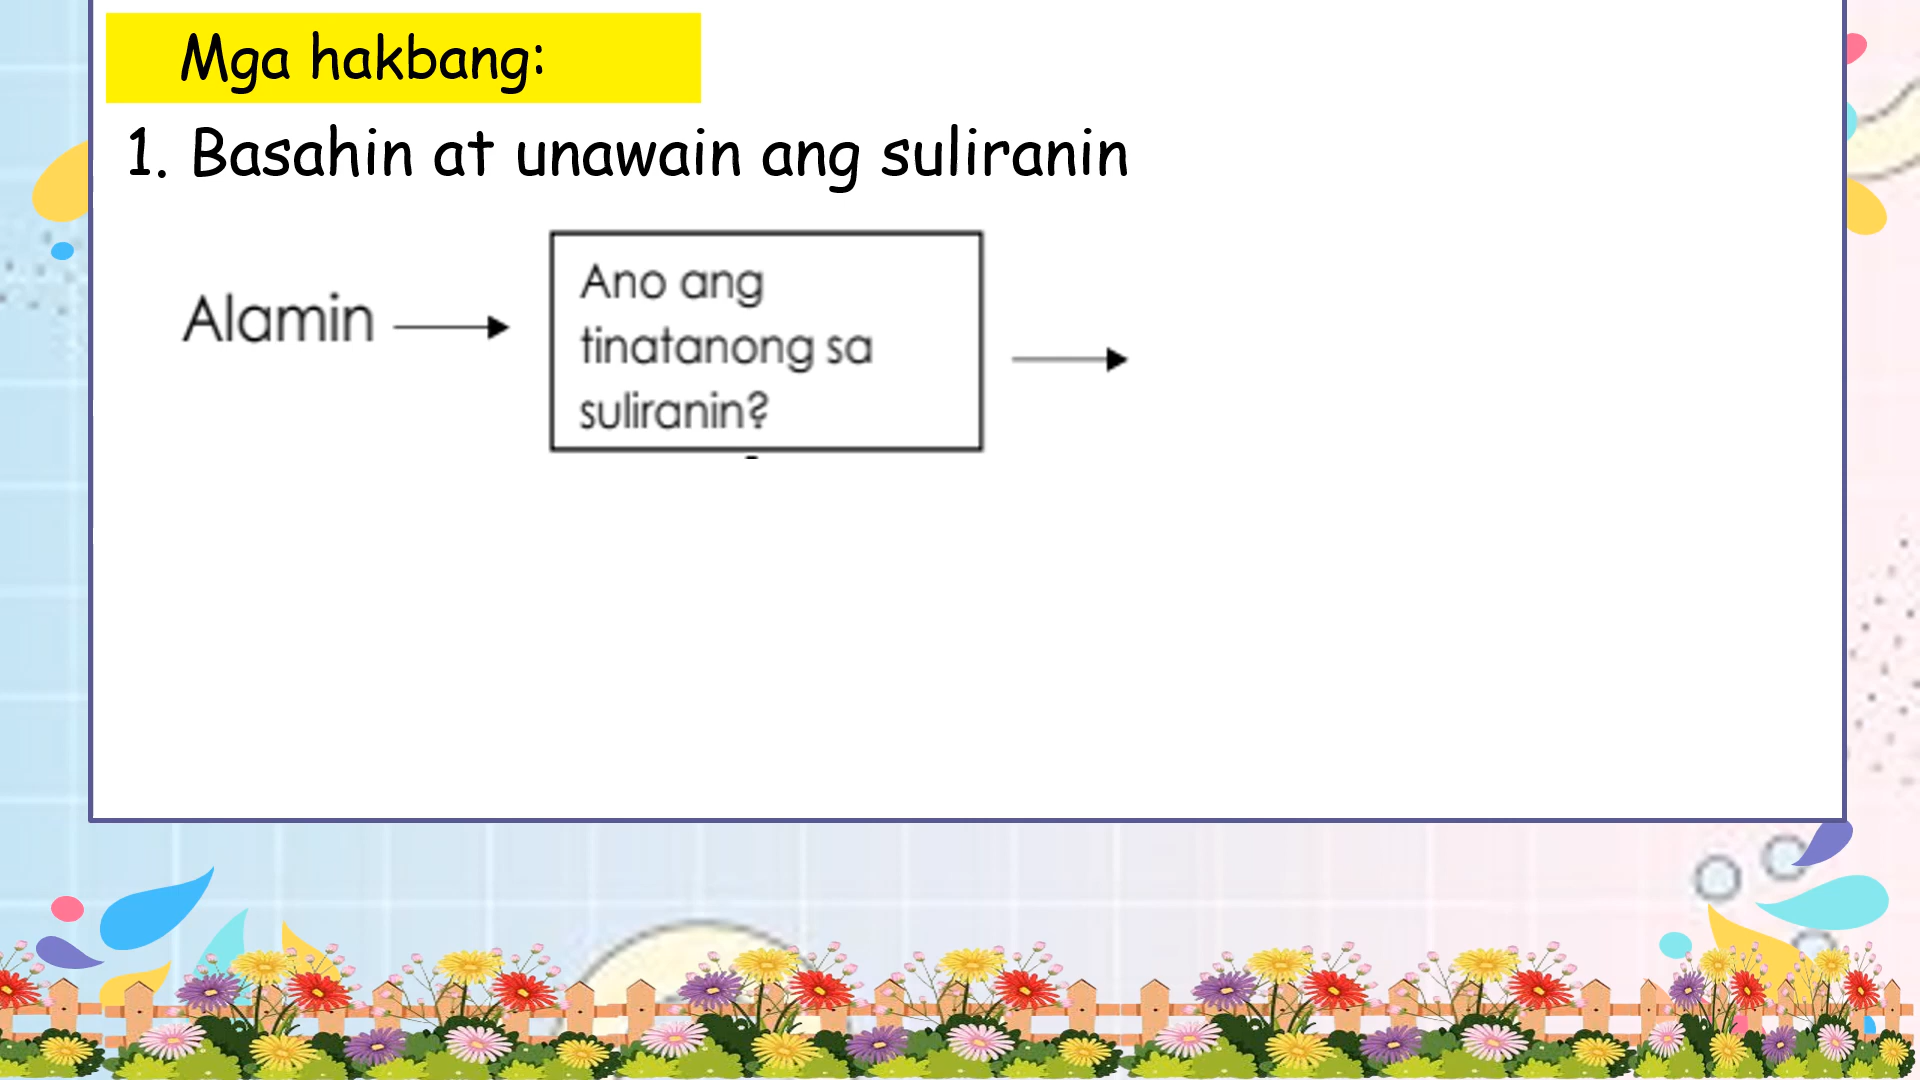 Mga hakbang:
1. Basahin at unawain ang suliranin
Alamin
Ano ang
tinatanong sa
suliranin?